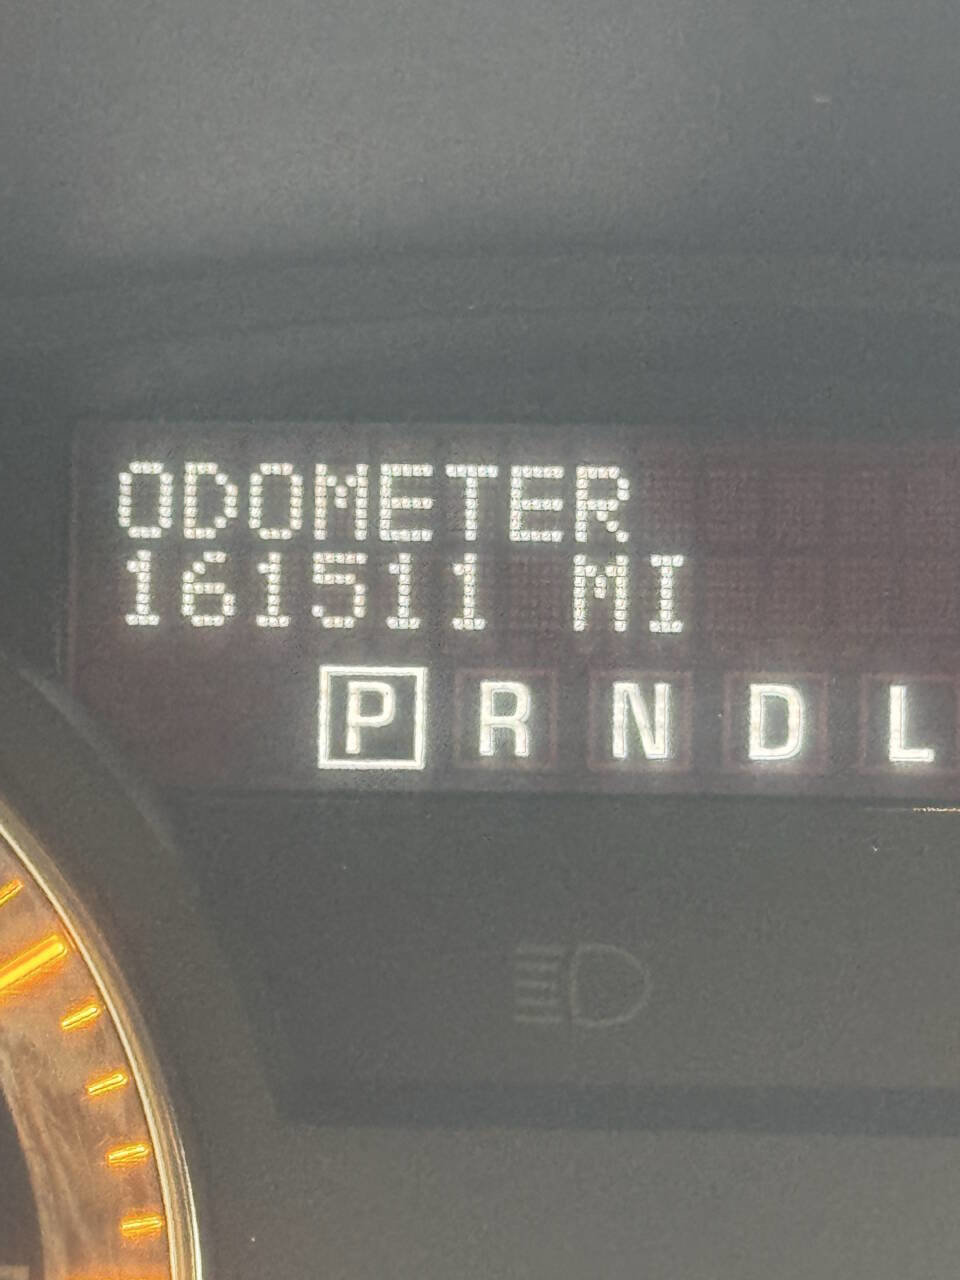 ODOMETER
161511 MI
P R N D L